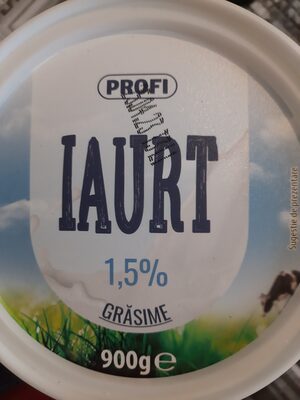 PROFI
IAURT
1,5%
GRĂSIME
900g e
Sugestie de prezentare